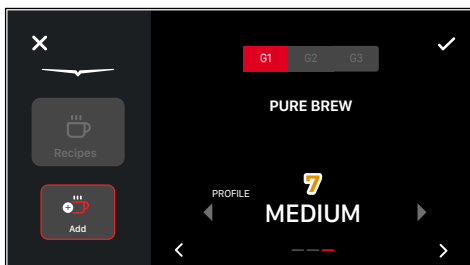 G1 G2 G3
PURE BREW
Recipes
Add
PROFILE
7
MEDIUM